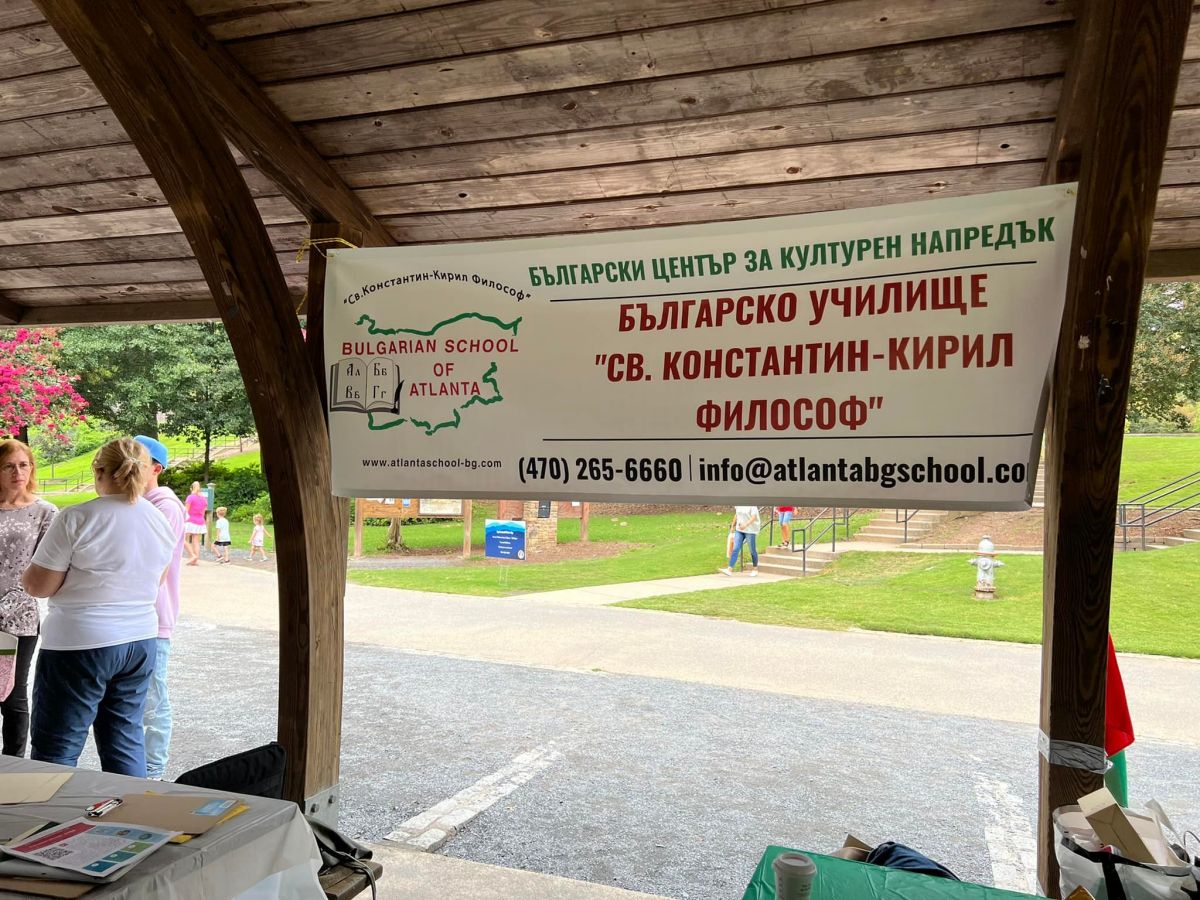 "Св.Константин-Кирил Философ"
BULGARIAN SCHOOL
OF
ATLANTA
Аа Бб
Вв Гг
www.atlantaschool-bg.com
БЪЛГАРСКИ ЦЕНТЪР ЗА КУЛТУРЕН НАПРЕДЪК
БЪЛГАРСКО УЧИЛИЩЕ
"СВ. КОНСТАНТИН-КИРИЛ
ФИЛОСОФ"
(470) 265-6660 | info@atlantabgschool.co